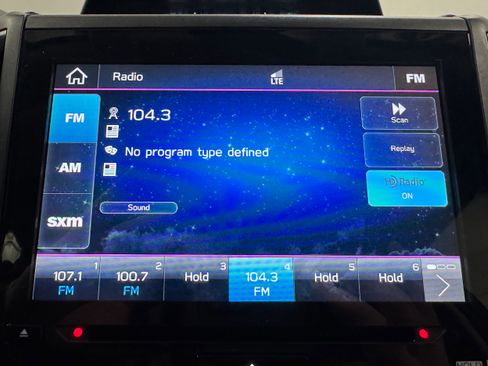 Radio
LTE
FM
FM
104.3
Scan
No program type defined
Replay
AM
HD Radio
ON
sxm
Sound
1 2 3 4 5 6
107.1 100.7 Hold 104.3 Hold Hold
FM FM FM